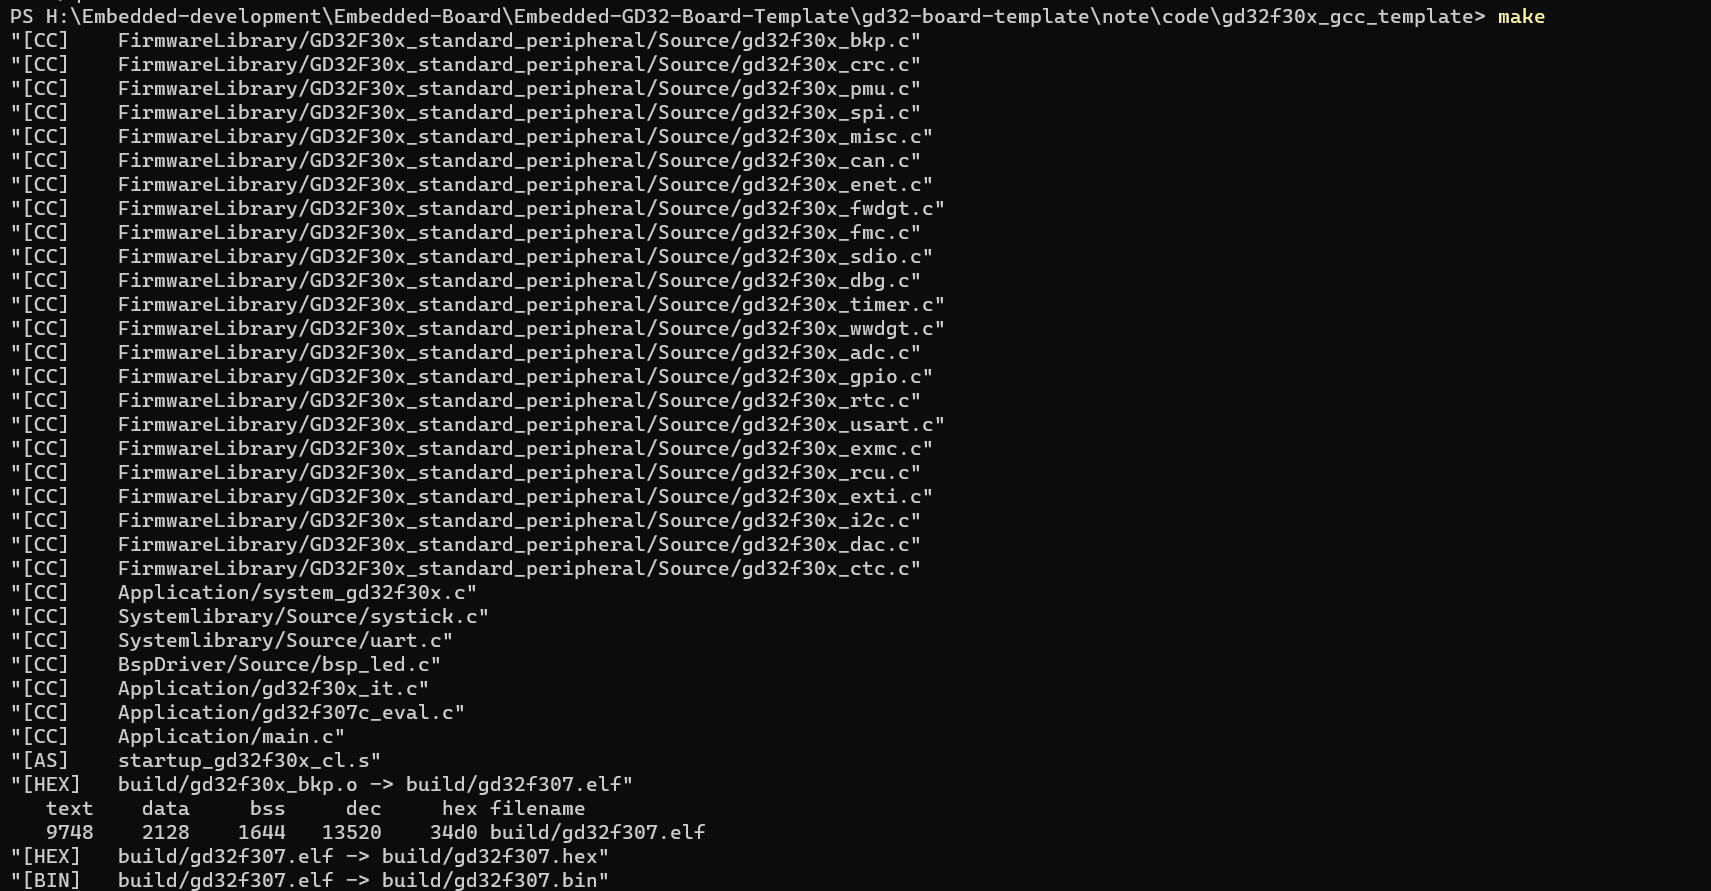 PS H:\Embedded-development\Embedded-Board\Embedded-GD32-Board-Template\gd32-board-template\note\code\gd32f30x_gcc_template> make
"[CC]    FirmwareLibrary/GD32F30x_standard_peripheral/Source/gd32f30x_bkp.c"
"[CC]    FirmwareLibrary/GD32F30x_standard_peripheral/Source/gd32f30x_crc.c"
"[CC]    FirmwareLibrary/GD32F30x_standard_peripheral/Source/gd32f30x_pmu.c"
"[CC]    FirmwareLibrary/GD32F30x_standard_peripheral/Source/gd32f30x_spi.c"
"[CC]    FirmwareLibrary/GD32F30x_standard_peripheral/Source/gd32f30x_misc.c"
"[CC]    FirmwareLibrary/GD32F30x_standard_peripheral/Source/gd32f30x_can.c"
"[CC]    FirmwareLibrary/GD32F30x_standard_peripheral/Source/gd32f30x_enet.c"
"[CC]    FirmwareLibrary/GD32F30x_standard_peripheral/Source/gd32f30x_fwdgt.c"
"[CC]    FirmwareLibrary/GD32F30x_standard_peripheral/Source/gd32f30x_fmc.c"
"[CC]    FirmwareLibrary/GD32F30x_standard_peripheral/Source/gd32f30x_sdio.c"
"[CC]    FirmwareLibrary/GD32F30x_standard_peripheral/Source/gd32f30x_dbg.c"
"[CC]    FirmwareLibrary/GD32F30x_standard_peripheral/Source/gd32f30x_timer.c"
"[CC]    FirmwareLibrary/GD32F30x_standard_peripheral/Source/gd32f30x_wwdgt.c"
"[CC]    FirmwareLibrary/GD32F30x_standard_peripheral/Source/gd32f30x_adc.c"
"[CC]    FirmwareLibrary/GD32F30x_standard_peripheral/Source/gd32f30x_gpio.c"
"[CC]    FirmwareLibrary/GD32F30x_standard_peripheral/Source/gd32f30x_rtc.c"
"[CC]    FirmwareLibrary/GD32F30x_standard_peripheral/Source/gd32f30x_usart.c"
"[CC]    FirmwareLibrary/GD32F30x_standard_peripheral/Source/gd32f30x_exmc.c"
"[CC]    FirmwareLibrary/GD32F30x_standard_peripheral/Source/gd32f30x_rcu.c"
"[CC]    FirmwareLibrary/GD32F30x_standard_peripheral/Source/gd32f30x_exti.c"
"[CC]    FirmwareLibrary/GD32F30x_standard_peripheral/Source/gd32f30x_i2c.c"
"[CC]    FirmwareLibrary/GD32F30x_standard_peripheral/Source/gd32f30x_dac.c"
"[CC]    FirmwareLibrary/GD32F30x_standard_peripheral/Source/gd32f30x_ctc.c"
"[CC]    Application/system_gd32f30x.c"
"[CC]    Systemlibrary/Source/systick.c"
"[CC]    Systemlibrary/Source/uart.c"
"[CC]    BspDriver/Source/bsp_led.c"
"[CC]    Application/gd32f30x_it.c"
"[CC]    Application/gd32f307c_eval.c"
"[CC]    Application/main.c"
"[AS]    startup_gd32f30x_cl.s"
"[HEX]   build/gd32f30x_bkp.o -> build/gd32f307.elf"
   text    data     bss     dec     hex filename
   9748    2128    1644   13520    34d0 build/gd32f307.elf
"[HEX]   build/gd32f307.elf -> build/gd32f307.hex"
"[BIN]   build/gd32f307.elf -> build/gd32f307.bin"